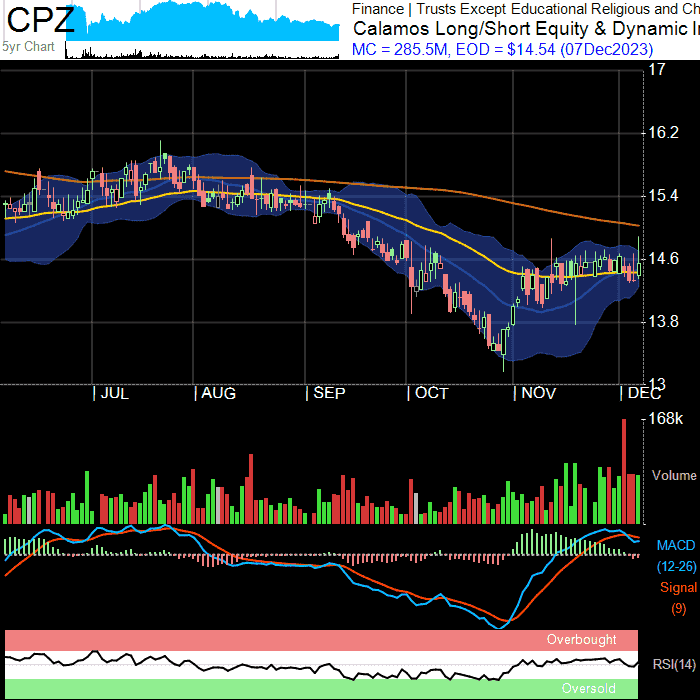 CPZ
5yr Chart
Finance | Trusts Except Educational Religious and Ch
Calamos Long/Short Equity & Dynamic I
MC = 285.5M, EOD = $14.54 (07Dec2023)
17
16.2
15.4
14.6
13.8
13
JUL AUG SEP OCT NOV DEC
168k
Volume
MACD
(12-26)
Signal
(9)
Overbought
RSI(14)
Oversold